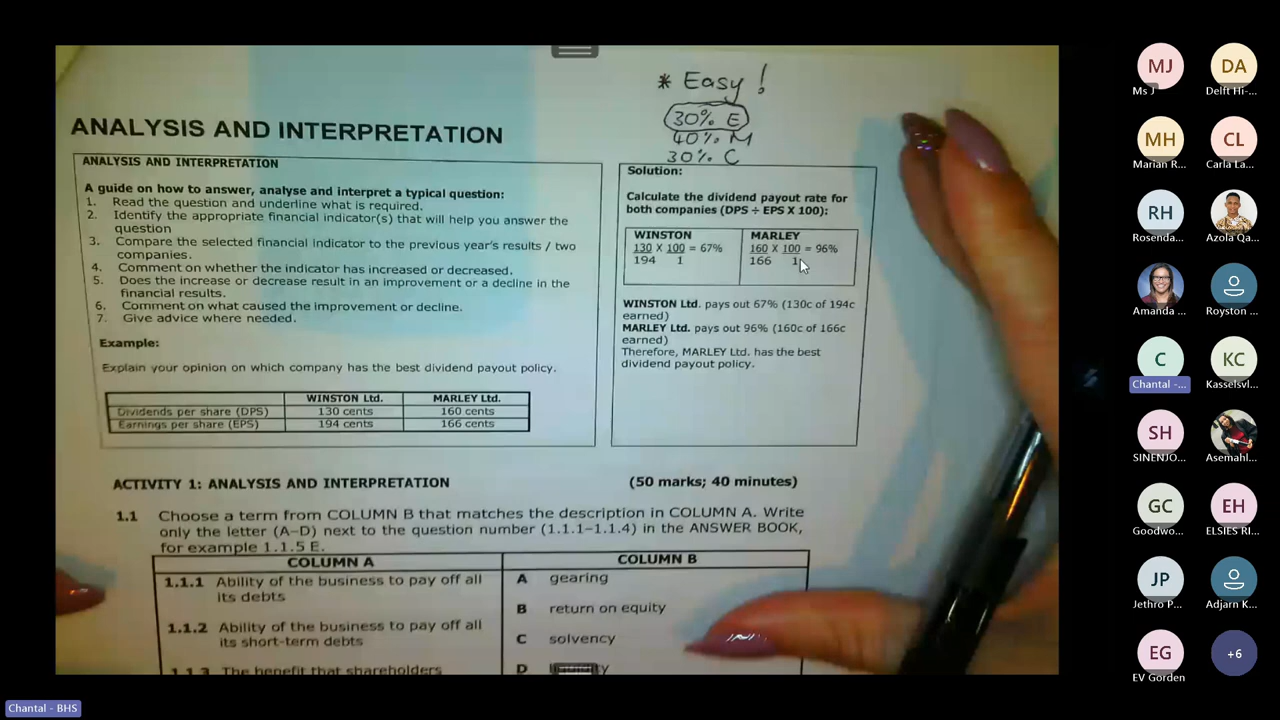 * Easy !
30% E
40% M
30% C
ANALYSIS AND INTERPRETATION
ANALYSIS AND INTERPRETATION
A guide on how to answer, analyse and interpret a typical question:
1. Read the question and underline what is required.
2. Identify the appropriate financial indicator(s) that will help you answer the
question
3. Compare the selected financial indicator to the previous year's results / two
companies.
4. Comment on whether the indicator has increased or decreased.
5. Does the increase or decrease result in an improvement or a decline in the
financial results.
6. Comment on what caused the improvement or decline.
7. Give advice where needed.
Example:
Explain your opinion on which company has the best dividend payout policy.
WINSTON Ltd. MARLEY Ltd.
Dividends per share (DPS) 130 cents 160 cents
Earnings per share (EPS) 194 cents 166 cents
Solution:
Calculate the dividend payout rate for
both companies (DPS ÷ EPS X 100):
WINSTON MARLEY
130 X 100 = 67% 160 X 100 = 96%
194 1 166 1
WINSTON Ltd. pays out 67% (130c of 194c
earned)
MARLEY Ltd. pays out 96% (160c of 166c
earned)
Therefore, MARLEY Ltd. has the best
dividend payout policy.
ACTIVITY 1: ANALYSIS AND INTERPRETATION (50 marks; 40 minutes)
1.1 Choose a term from COLUMN B that matches the description in COLUMN A. Write
only the letter (A–D) next to the question number (1.1.1–1.1.4) in the ANSWER BOOK,
for example 1.1.5 E.
COLUMN A COLUMN B
1.1.1 Ability of the business to pay off all
its debts
A gearing
B return on equity
1.1.2 Ability of the business to pay off all
its short-term debts
C solvency
1.1.3 The benefit that shareholders
D
MJ
Ms J
DA
Delft Hi-...
MH
Marian R...
CL
Carla La...
RH
Rosenda...
Azola Qa...
Amanda ...
Royston ...
C
Chantal -...
KC
Kasselsvl...
SH
SINENJO...
Asemahl...
GC
Goodwo...
EH
ELSIES RI...
JP
Jethro P...
Adjarn K...
EG
EV Gorden
+6
Chantal - BHS